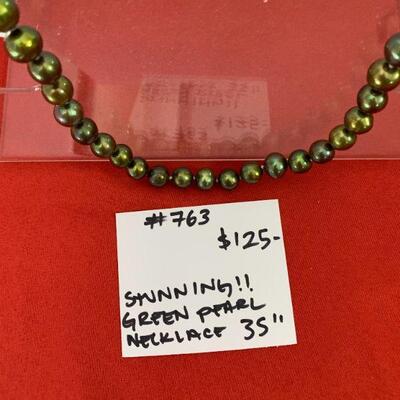 #763
$125-
STUNNING!!
GREEN PEARL
NECKLACE 35"